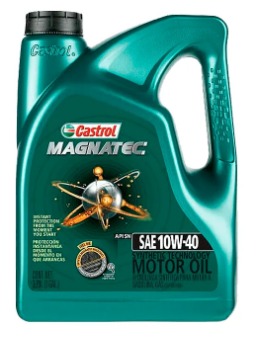 Castrol
Castrol
MAGNATEC
INSTANT
PROTECTION
FROM THE
MOMENT
YOU START
PROTECCIÓN
INSTANTÁNEA
DESDE EL
MOMENTO EN
QUE ARRANCAS
API SN
SAE 10W-40
SYNTHETIC TECHNOLOGY
MOTOR OIL